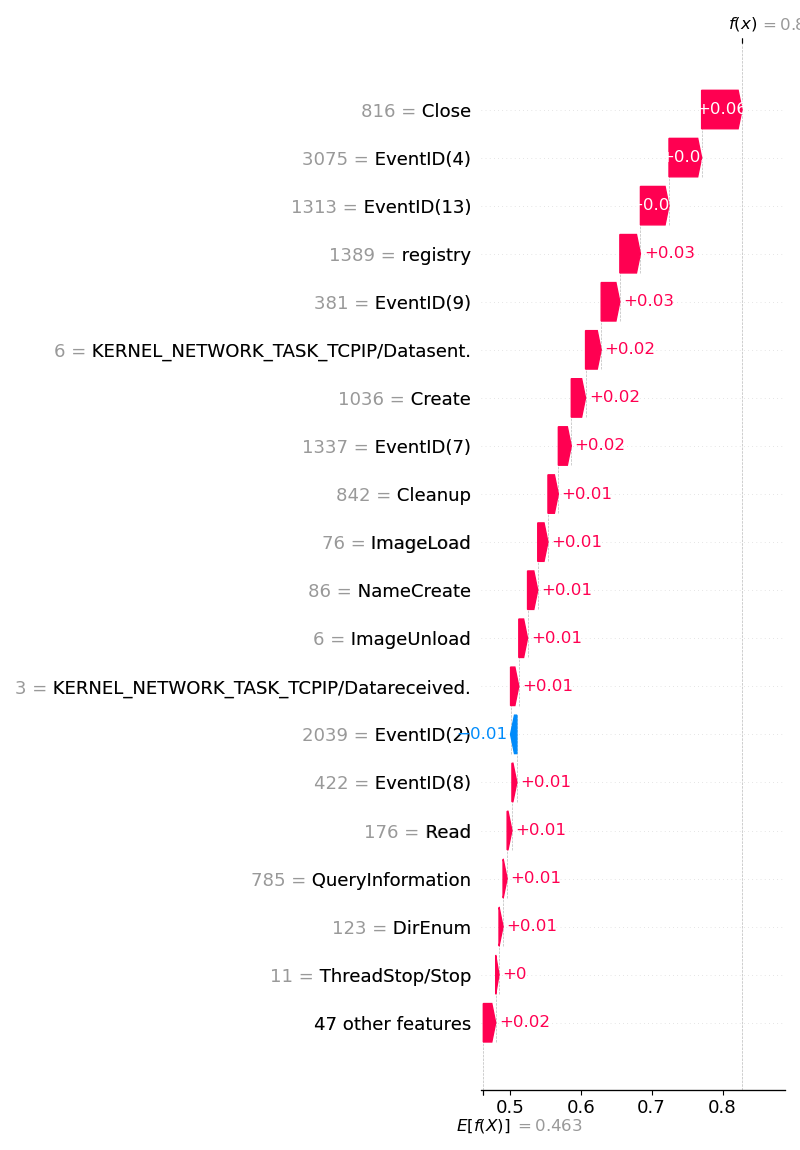 f(x) = 0.8
816 = Close +0.06
3075 = EventID(4) +0.0
1313 = EventID(13) +0.0
1389 = registry +0.03
381 = EventID(9) +0.03
6 = KERNEL_NETWORK_TASK_TCPIP/Datasent. +0.02
1036 = Create +0.02
1337 = EventID(7) +0.02
842 = Cleanup +0.01
76 = ImageLoad +0.01
86 = NameCreate +0.01
6 = ImageUnload +0.01
3 = KERNEL_NETWORK_TASK_TCPIP/Datareceived. +0.01
2039 = EventID(2) −0.01
422 = EventID(8) +0.01
176 = Read +0.01
785 = QueryInformation +0.01
123 = DirEnum +0.01
11 = ThreadStop/Stop +0
47 other features +0.02
0.5 0.6 0.7 0.8
E[f(X)] = 0.463